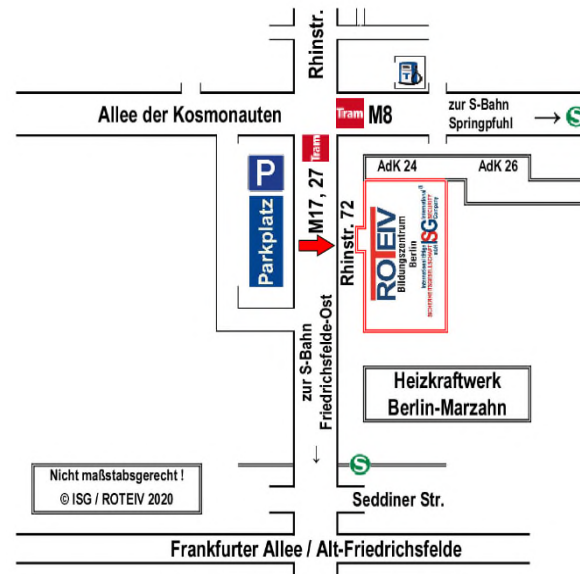 Rhinstr.
Allee der Kosmonauten
Tram M8
zur S-Bahn
Springpfuhl
→ S
Tram
M17, 27
P
Parkplatz
Rhinstr. 72
AdK 24
AdK 26
ROTEIV
Bildungszentrum
Berlin
ISG
zur S-Bahn
Friedrichsfelde-Ost
←
Heizkraftwerk
Berlin-Marzahn
S
Nicht maßstabsgerecht !
© ISG / ROTEIV 2020
Seddiner Str.
Frankfurter Allee / Alt-Friedrichsfelde